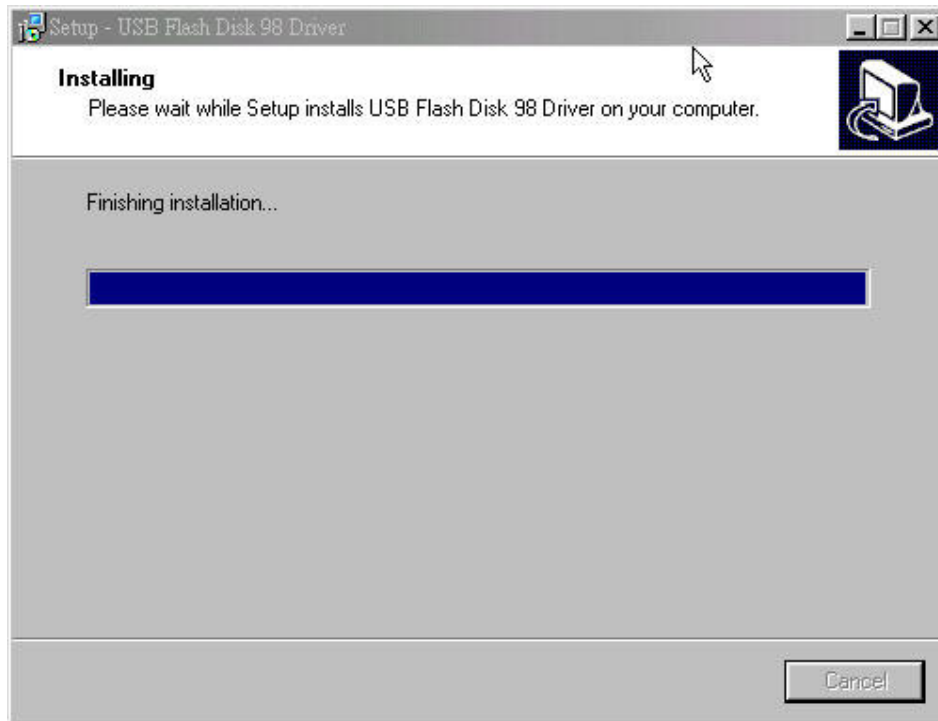 Setup - USB Flash Disk 98 Driver
Installing
Please wait while Setup installs USB Flash Disk 98 Driver on your computer.
Finishing installation...
Cancel